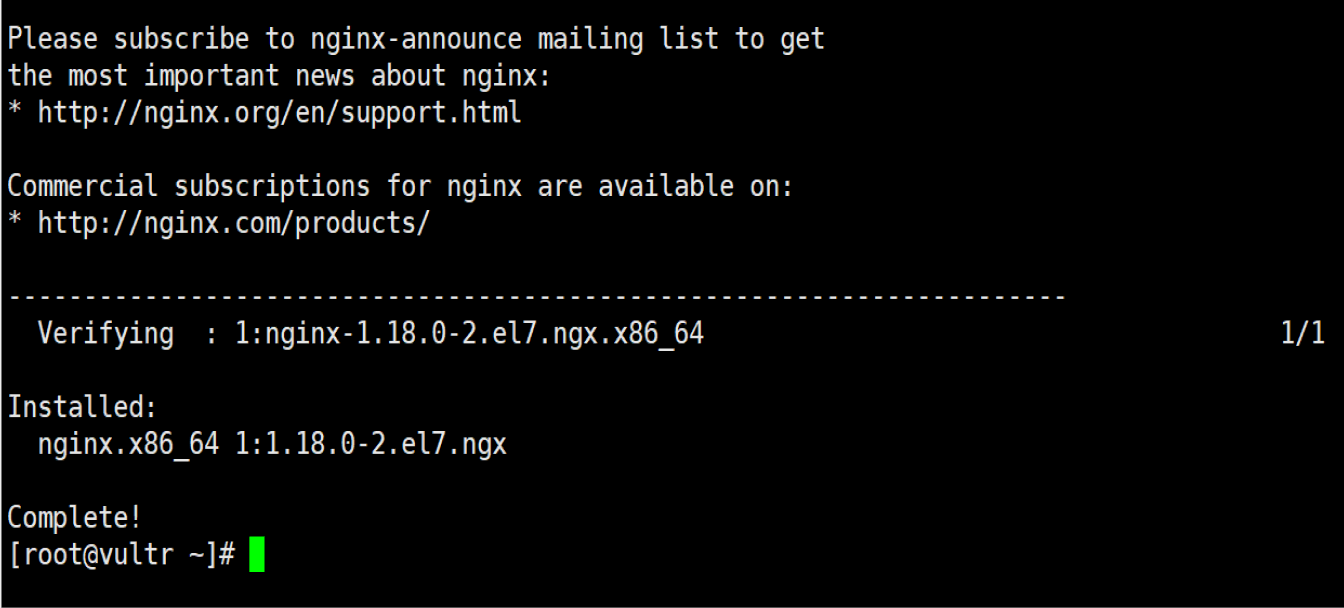 Please subscribe to nginx-announce mailing list to get
the most important news about nginx:
* http://nginx.org/en/support.html
Commercial subscriptions for nginx are available on:
* http://nginx.com/products/
----------------------------------------------------------------------
Verifying  : 1:nginx-1.18.0-2.el7.ngx.x86_64 1/1
Installed:
nginx.x86_64 1:1.18.0-2.el7.ngx
Complete!
[root@vultr ~]#